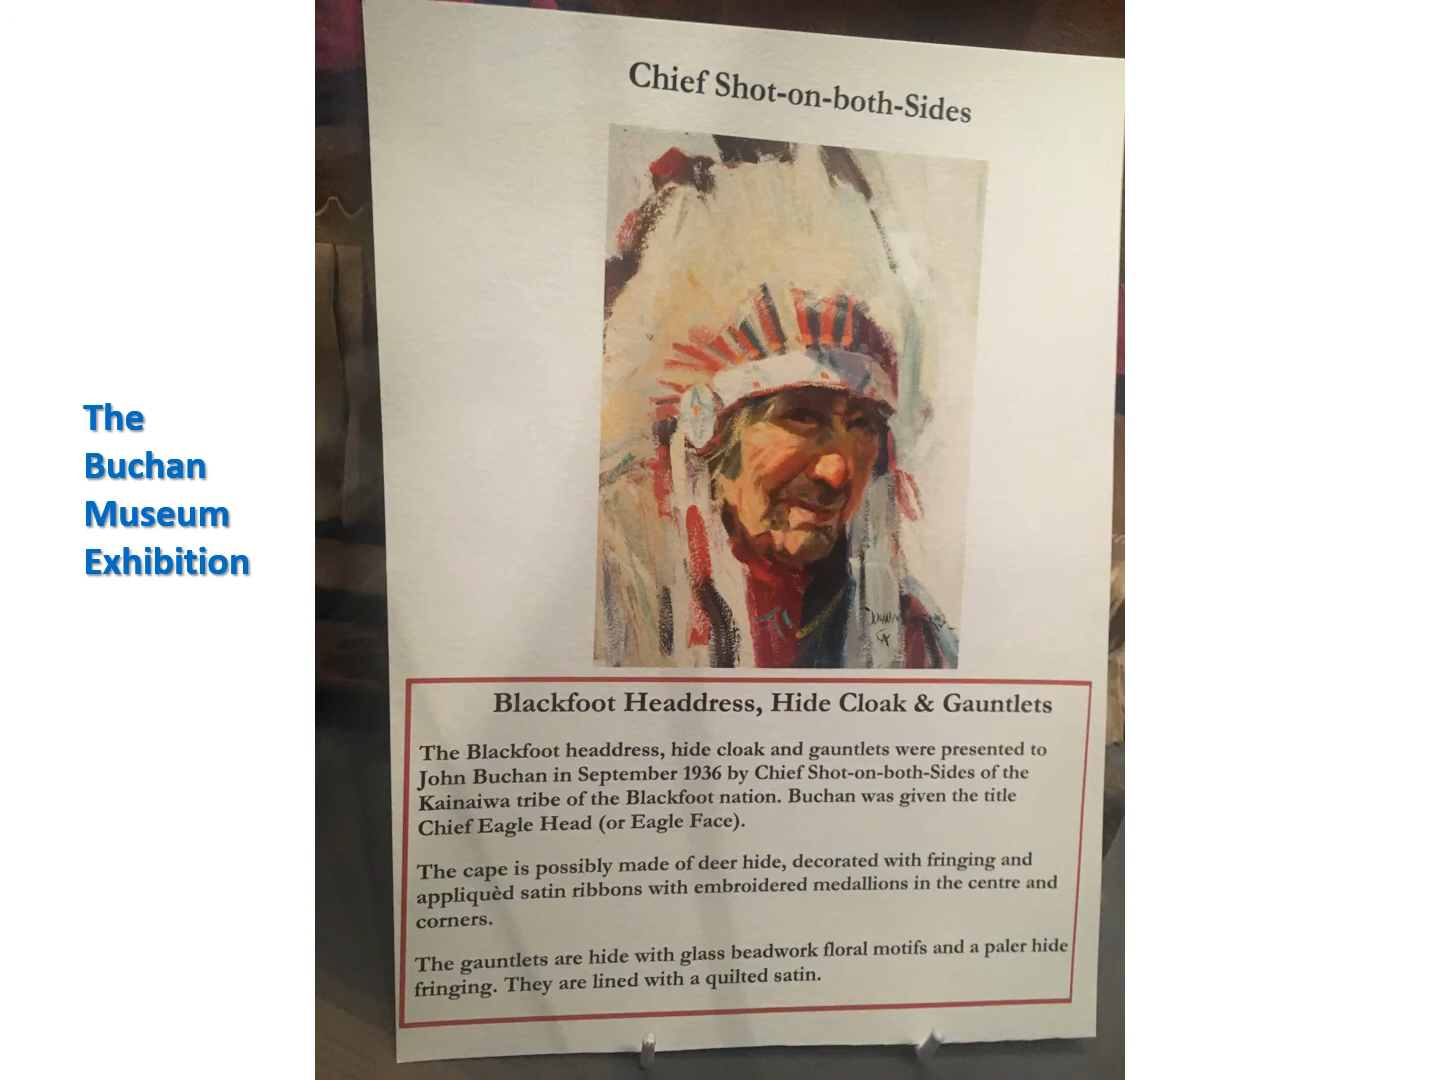 The
Buchan
Museum
Exhibition
Chief Shot-on-both-Sides
Blackfoot Headdress, Hide Cloak & Gauntlets
The Blackfoot headdress, hide cloak and gauntlets were presented to
John Buchan in September 1936 by Chief Shot-on-both-Sides of the
Kainaiwa tribe of the Blackfoot nation. Buchan was given the title
Chief Eagle Head (or Eagle Face).
The cape is possibly made of deer hide, decorated with fringing and
appliquèd satin ribbons with embroidered medallions in the centre and
corners.
The gauntlets are hide with glass beadwork floral motifs and a paler hide
fringing. They are lined with a quilted satin.